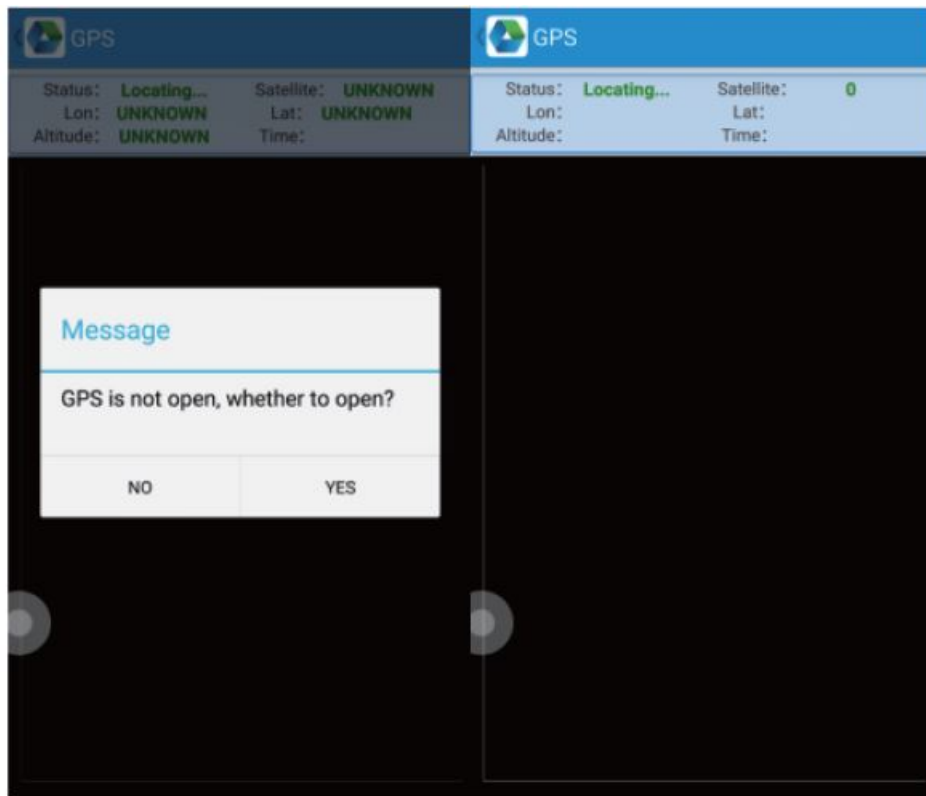 GPS
Status: Locating... Satellite: UNKNOWN
Lon: UNKNOWN Lat: UNKNOWN
Altitude: UNKNOWN Time:
Message
GPS is not open, whether to open?
NO YES
GPS
Status: Locating... Satellite: 0
Lon: Lat:
Altitude: Time: